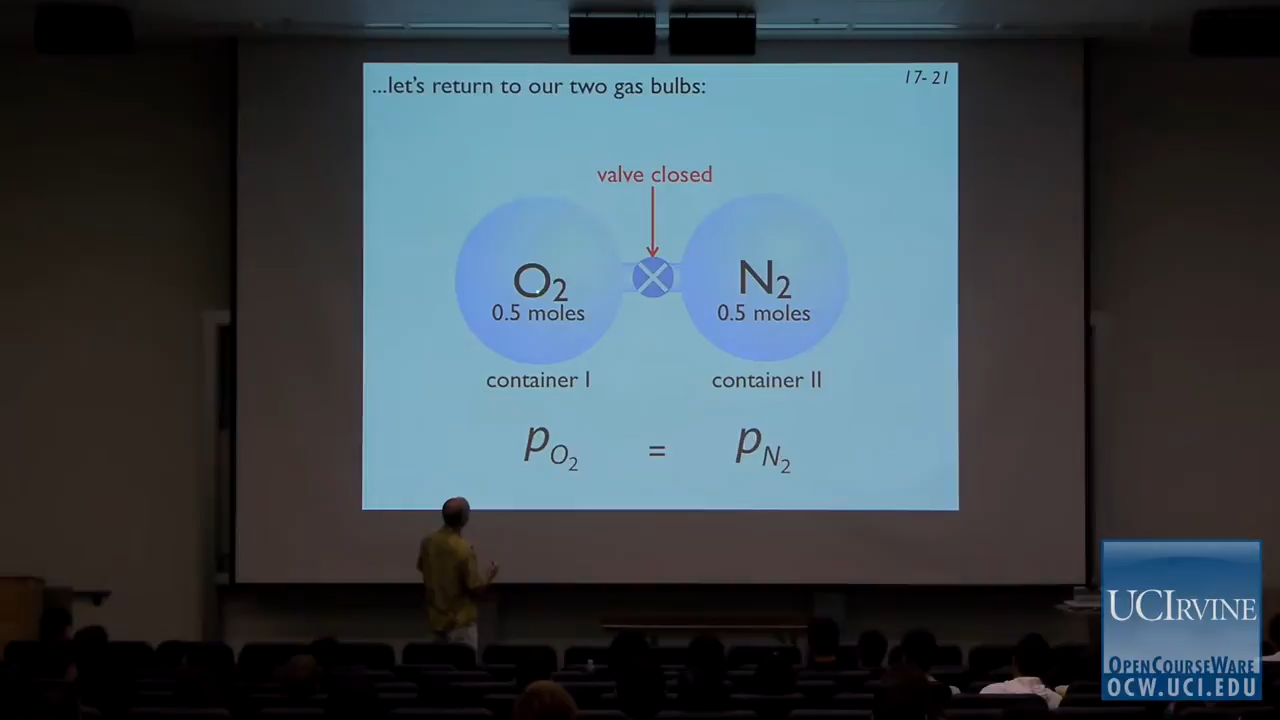 ...let's return to our two gas bulbs:
17- 21
valve closed
O₂
N₂
0.5 moles
0.5 moles
container I
container II
p_O₂ = p_N₂
UCIRVINE
OPENCOURSEWARE
OCW.UCI.EDU